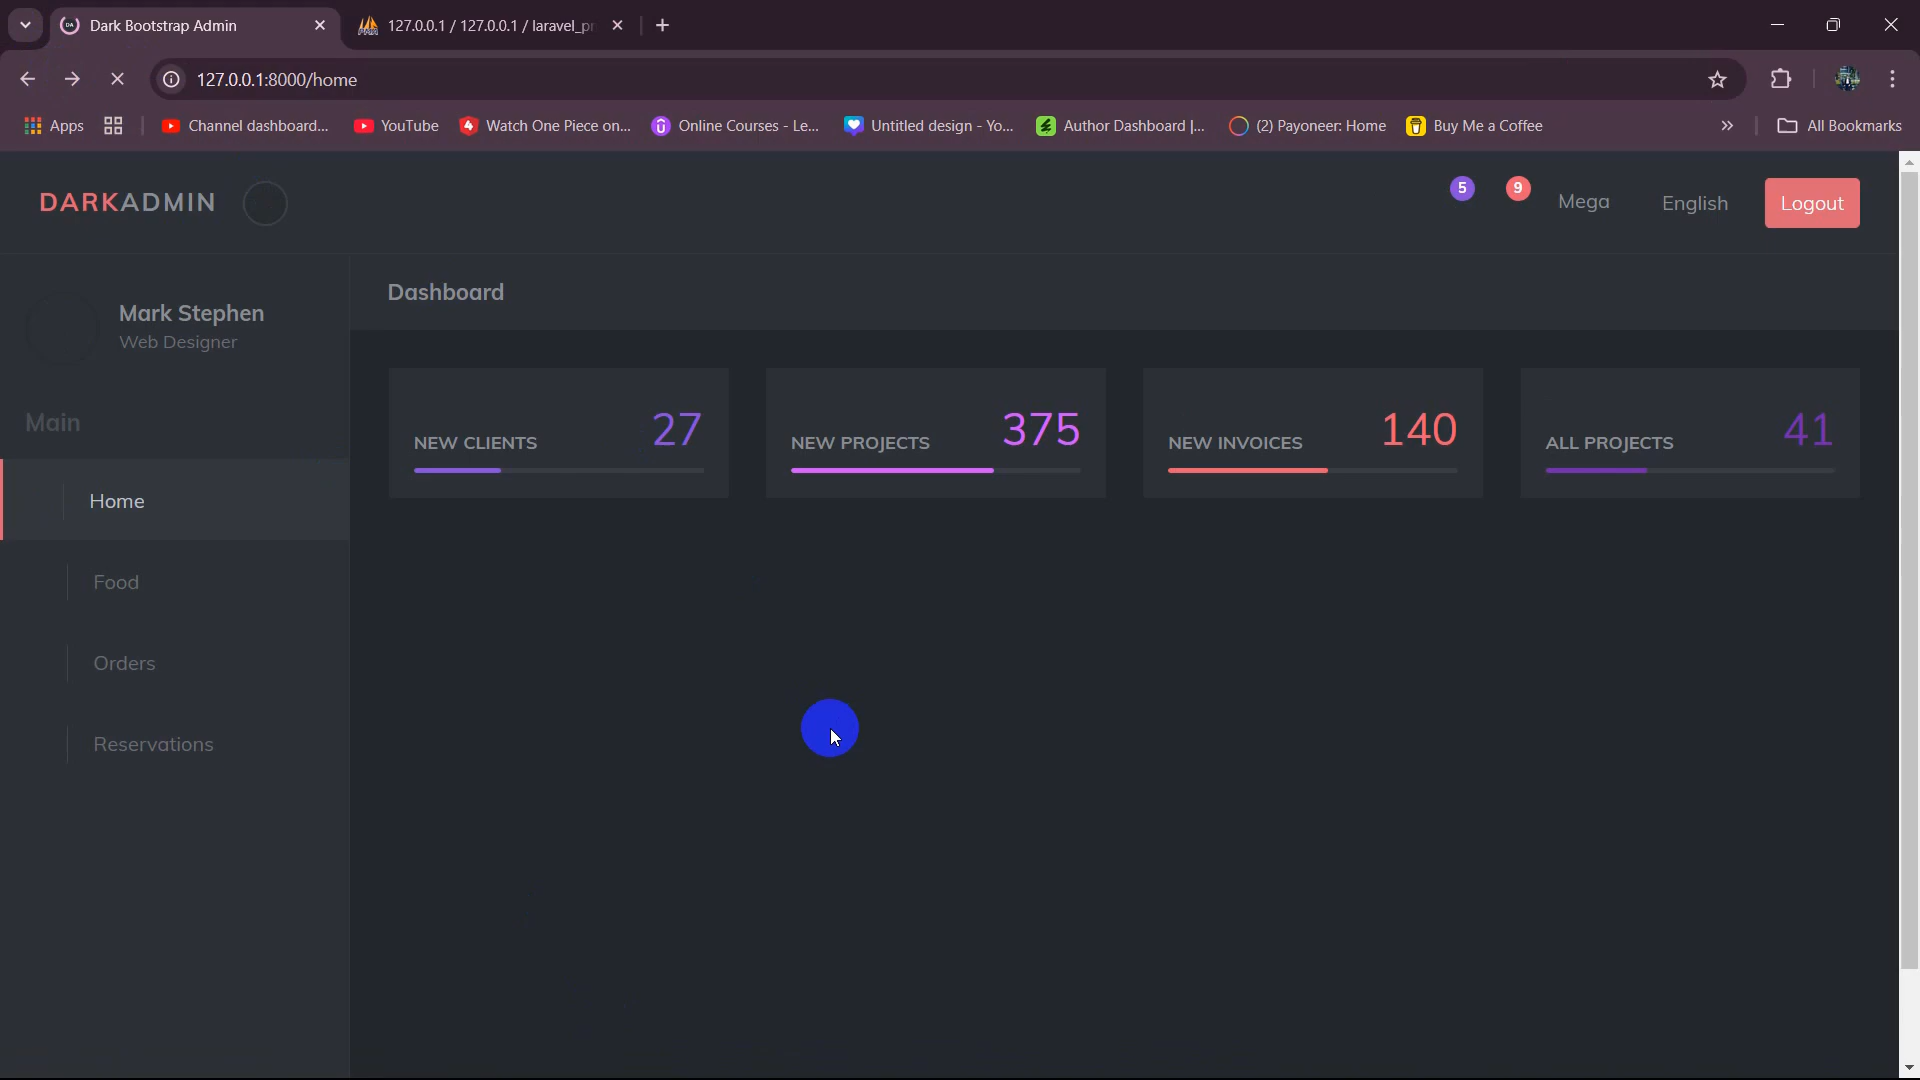 Dark Bootstrap Admin
127.0.0.1 / 127.0.0.1 / laravel_pr
127.0.0.1:8000/home
Apps
Channel dashboard...
YouTube
Watch One Piece on...
Online Courses - Le...
Untitled design - Yo...
Author Dashboard |...
(2) Payoneer: Home
Buy Me a Coffee
All Bookmarks
DARKADMIN
5
9
Mega
English
Logout
Mark Stephen
Web Designer
Main
Home
Food
Orders
Reservations
Dashboard
NEW CLIENTS
27
NEW PROJECTS
375
NEW INVOICES
140
ALL PROJECTS
41